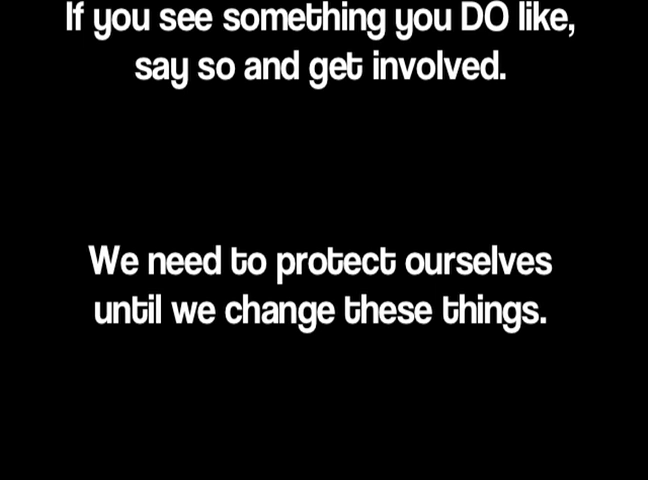 If you see something you DO like,
say so and get involved.
We need to protect ourselves
until we change these things.